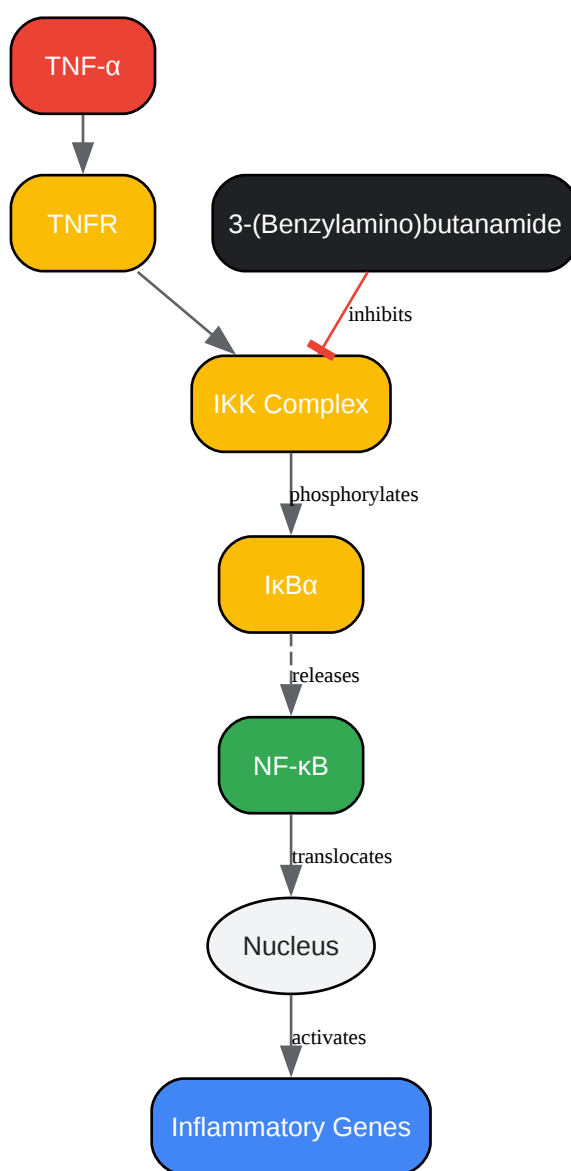 TNF-α
TNFR
3-(Benzylamino)butanamide
inhibits
IKK Complex
phosphorylates
IκBα
releases
NF-κB
translocates
Nucleus
activates
Inflammatory Genes